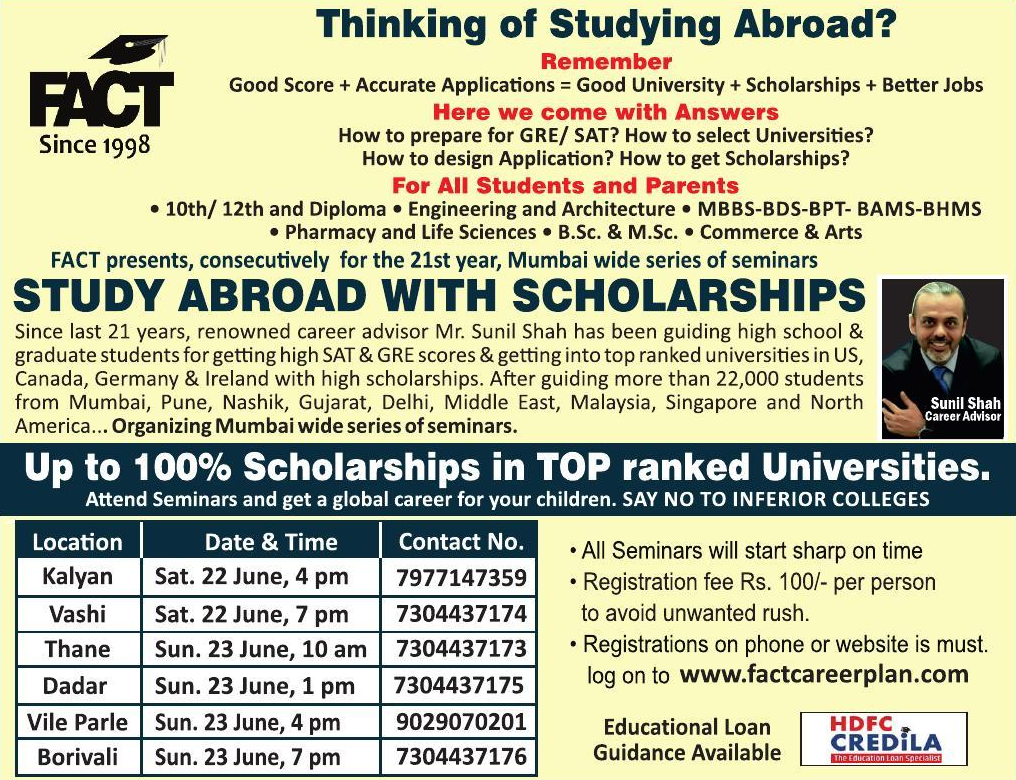 Thinking of Studying Abroad?
FACT
Since 1998
Remember
Good Score + Accurate Applications = Good University + Scholarships + Better Jobs
Here we come with Answers
How to prepare for GRE/ SAT? How to select Universities?
How to design Application? How to get Scholarships?
For All Students and Parents
• 10th/ 12th and Diploma • Engineering and Architecture • MBBS-BDS-BPT- BAMS-BHMS
• Pharmacy and Life Sciences • B.Sc. & M.Sc. • Commerce & Arts
FACT presents, consecutively for the 21st year, Mumbai wide series of seminars
STUDY ABROAD WITH SCHOLARSHIPS
Since last 21 years, renowned career advisor Mr. Sunil Shah has been guiding high school &
graduate students for getting high SAT & GRE scores & getting into top ranked universities in US,
Canada, Germany & Ireland with high scholarships. After guiding more than 22,000 students
from Mumbai, Pune, Nashik, Gujarat, Delhi, Middle East, Malaysia, Singapore and North
America... Organizing Mumbai wide series of seminars.
Sunil Shah
Career Advisor
Up to 100% Scholarships in TOP ranked Universities.
Attend Seminars and get a global career for your children. SAY NO TO INFERIOR COLLEGES
Location Date & Time Contact No.
Kalyan Sat. 22 June, 4 pm 7977147359
Vashi Sat. 22 June, 7 pm 7304437174
Thane Sun. 23 June, 10 am 7304437173
Dadar Sun. 23 June, 1 pm 7304437175
Vile Parle Sun. 23 June, 4 pm 9029070201
Borivali Sun. 23 June, 7 pm 7304437176
• All Seminars will start sharp on time
• Registration fee Rs. 100/- per person
to avoid unwanted rush.
• Registrations on phone or website is must.
log on to www.factcareerplan.com
Educational Loan
Guidance Available
HDFC
CREDiLA
The Education Loan Specialist